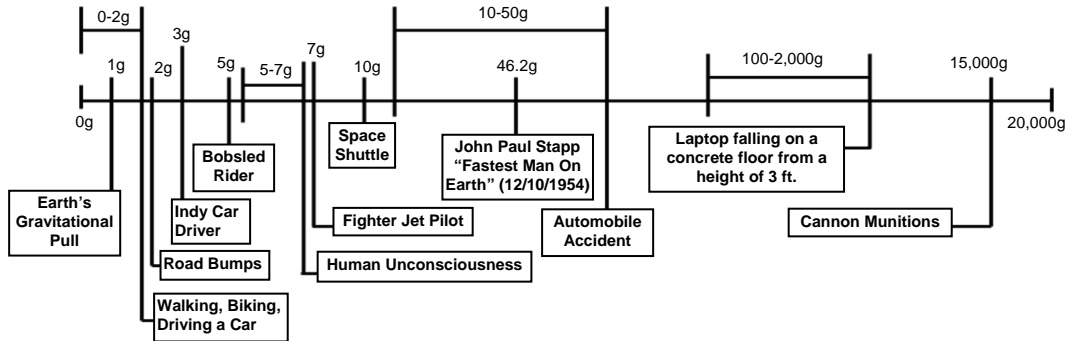 0-2g
10-50g
3g
1g
2g
5g
5-7g
7g
10g
46.2g
100-2,000g
15,000g
0g
20,000g
Earth's
Gravitational
Pull
Walking, Biking,
Driving a Car
Road Bumps
Indy Car
Driver
Bobsled
Rider
Human Unconsciousness
Fighter Jet Pilot
Space
Shuttle
John Paul Stapp
“Fastest Man On
Earth” (12/10/1954)
Automobile
Accident
Laptop falling on a
concrete floor from a
height of 3 ft.
Cannon Munitions